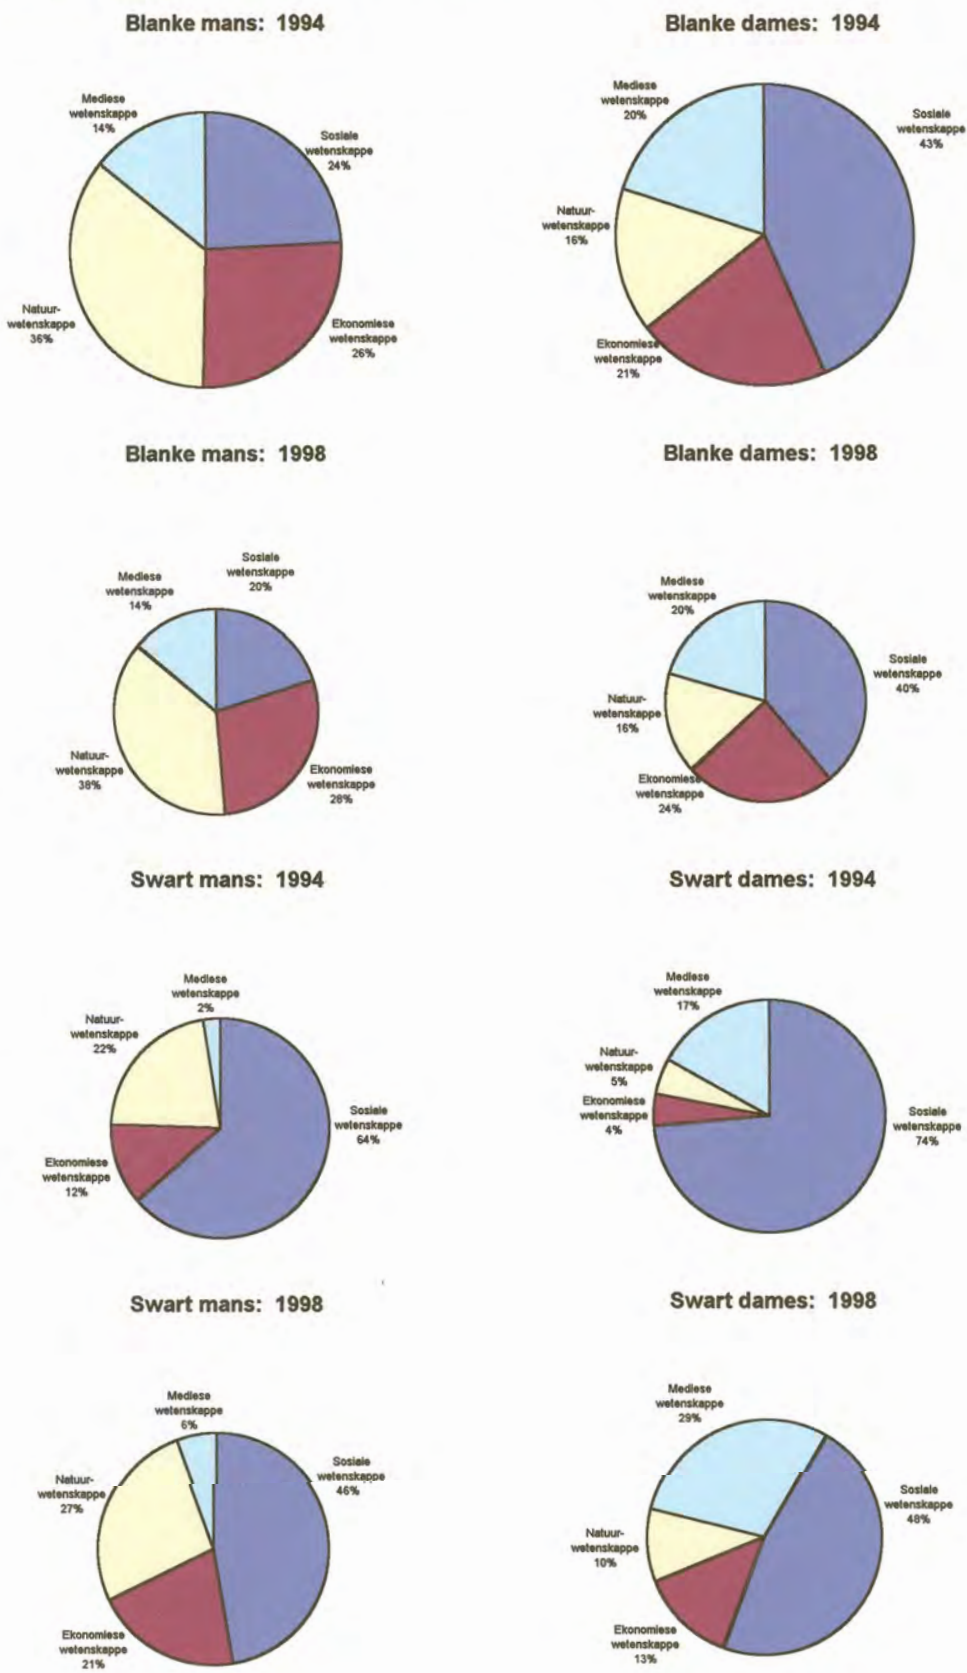 Blanke mans: 1994
Mediese
wetenskappe
14%
Sosiale
wetenskappe
24%
Natuur-
wetenskappe
36%
Ekonomiese
wetenskappe
26%
Blanke dames: 1994
Mediese
wetenskappe
20%
Sosiale
wetenskappe
43%
Natuur-
wetenskappe
16%
Ekonomiese
wetenskappe
21%
Blanke mans: 1998
Mediese
wetenskappe
14%
Sosiale
wetenskappe
20%
Natuur-
wetenskappe
38%
Ekonomiese
wetenskappe
28%
Blanke dames: 1998
Mediese
wetenskappe
20%
Sosiale
wetenskappe
40%
Natuur-
wetenskappe
16%
Ekonomiese
wetenskappe
24%
Swart mans: 1994
Mediese
wetenskappe
2%
Natuur-
wetenskappe
22%
Sosiale
wetenskappe
64%
Ekonomiese
wetenskappe
12%
Swart dames: 1994
Mediese
wetenskappe
17%
Natuur-
wetenskappe
5%
Ekonomiese
wetenskappe
4%
Sosiale
wetenskappe
74%
Swart mans: 1998
Mediese
wetenskappe
6%
Natuur-
wetenskappe
27%
Sosiale
wetenskappe
46%
Ekonomiese
wetenskappe
21%
Swart dames: 1998
Mediese
wetenskappe
29%
Sosiale
wetenskappe
48%
Natuur-
wetenskappe
10%
Ekonomiese
wetenskappe
13%